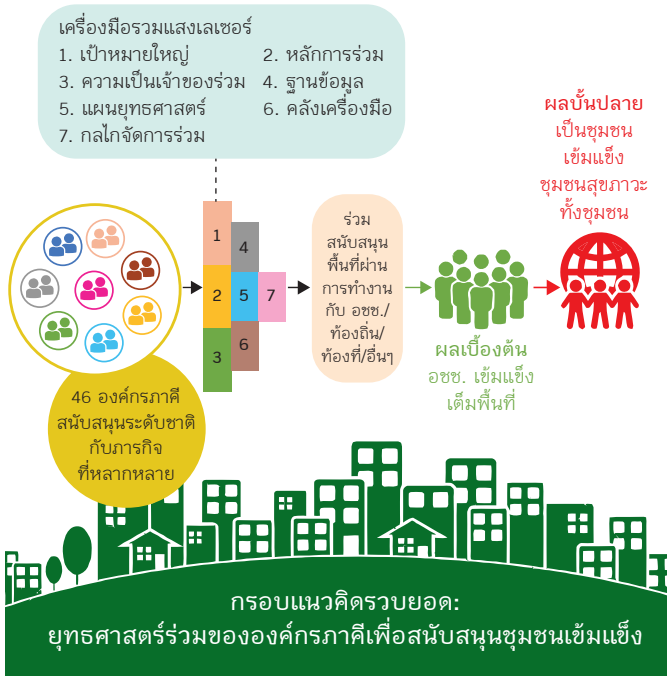 เครื่องมือรวมแสงเลเซอร์
1. เป้าหมายใหญ่ 2. หลักการร่วม
3. ความเป็นเจ้าของร่วม 4. ฐานข้อมูล
5. แผนยุทธศาสตร์ 6. คลังเครื่องมือ
7. กลไกจัดการร่วม
46 องค์กรภาคี
สนับสนุนระดับชาติ
กับภารกิจ
ที่หลากหลาย
1
2
3
4
5
6
7
ร่วม
สนับสนุน
พื้นที่ผ่าน
การทำงาน
กับ อชช./
ท้องถิ่น/
ท้องที่/อื่นๆ
ผลเบื้องต้น
อชช. เข้มแข็ง
เต็มพื้นที่
ผลบั้นปลาย
เป็นชุมชน
เข้มแข็ง
ชุมชนสุขภาวะ
ทั้งชุมชน
กรอบแนวคิดรวบยอด:
ยุทธศาสตร์ร่วมขององค์กรภาคีเพื่อสนับสนุนชุมชนเข้มแข็ง